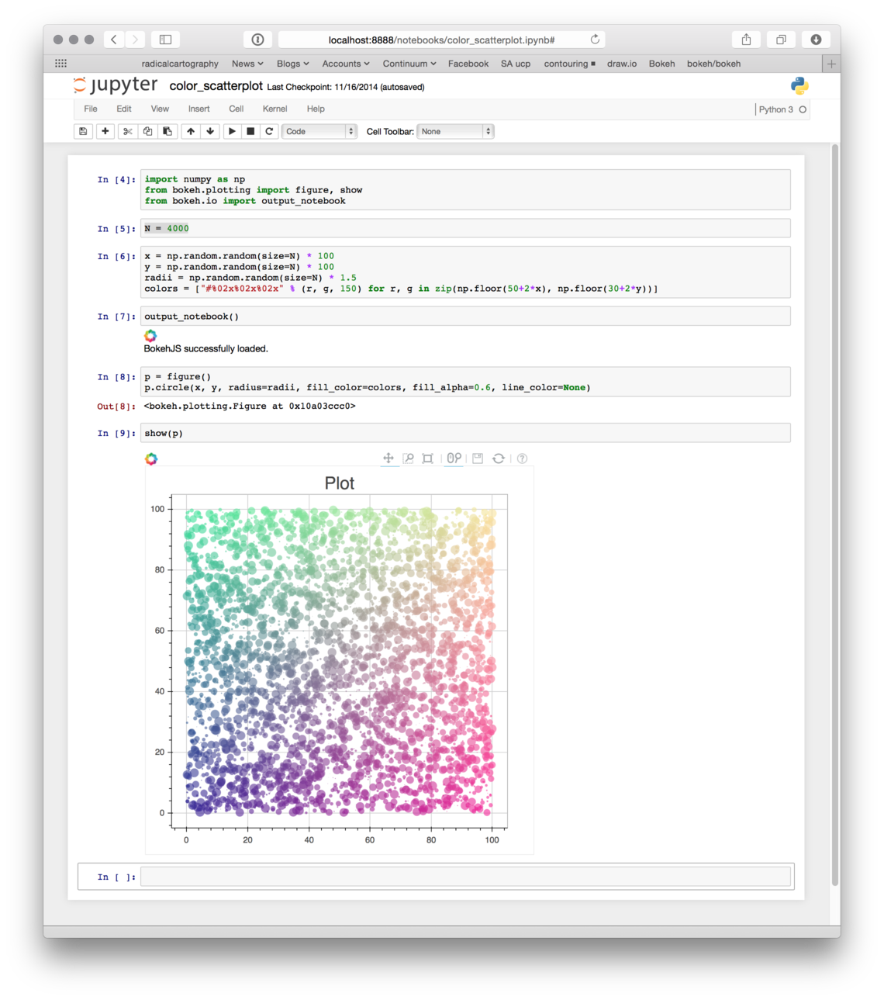 localhost:8888/notebooks/color_scatterplot.ipynb#
radicalcartography News Blogs Accounts Continuum Facebook SA ucp contouring draw.io Bokeh bokeh/bokeh
jupyter color_scatterplot Last Checkpoint: 11/16/2014 (autosaved)
File Edit View Insert Cell Kernel Help Python 3
Code Cell Toolbar: None
In [4]: import numpy as np
from bokeh.plotting import figure, show
from bokeh.io import output_notebook
In [5]: N = 4000
In [6]: x = np.random.random(size=N) * 100
y = np.random.random(size=N) * 100
radii = np.random.random(size=N) * 1.5
colors = ["#%02x%02x%02x" % (r, g, 150) for r, g in zip(np.floor(50+2*x), np.floor(30+2*y))]
In [7]: output_notebook()
BokehJS successfully loaded.
In [8]: p = figure()
p.circle(x, y, radius=radii, fill_color=colors, fill_alpha=0.6, line_color=None)
Out[8]: <bokeh.plotting.Figure at 0x10a03ccc0>
In [9]: show(p)
Plot
100
80
60
40
20
0
0 20 40 60 80 100
In [ ]: